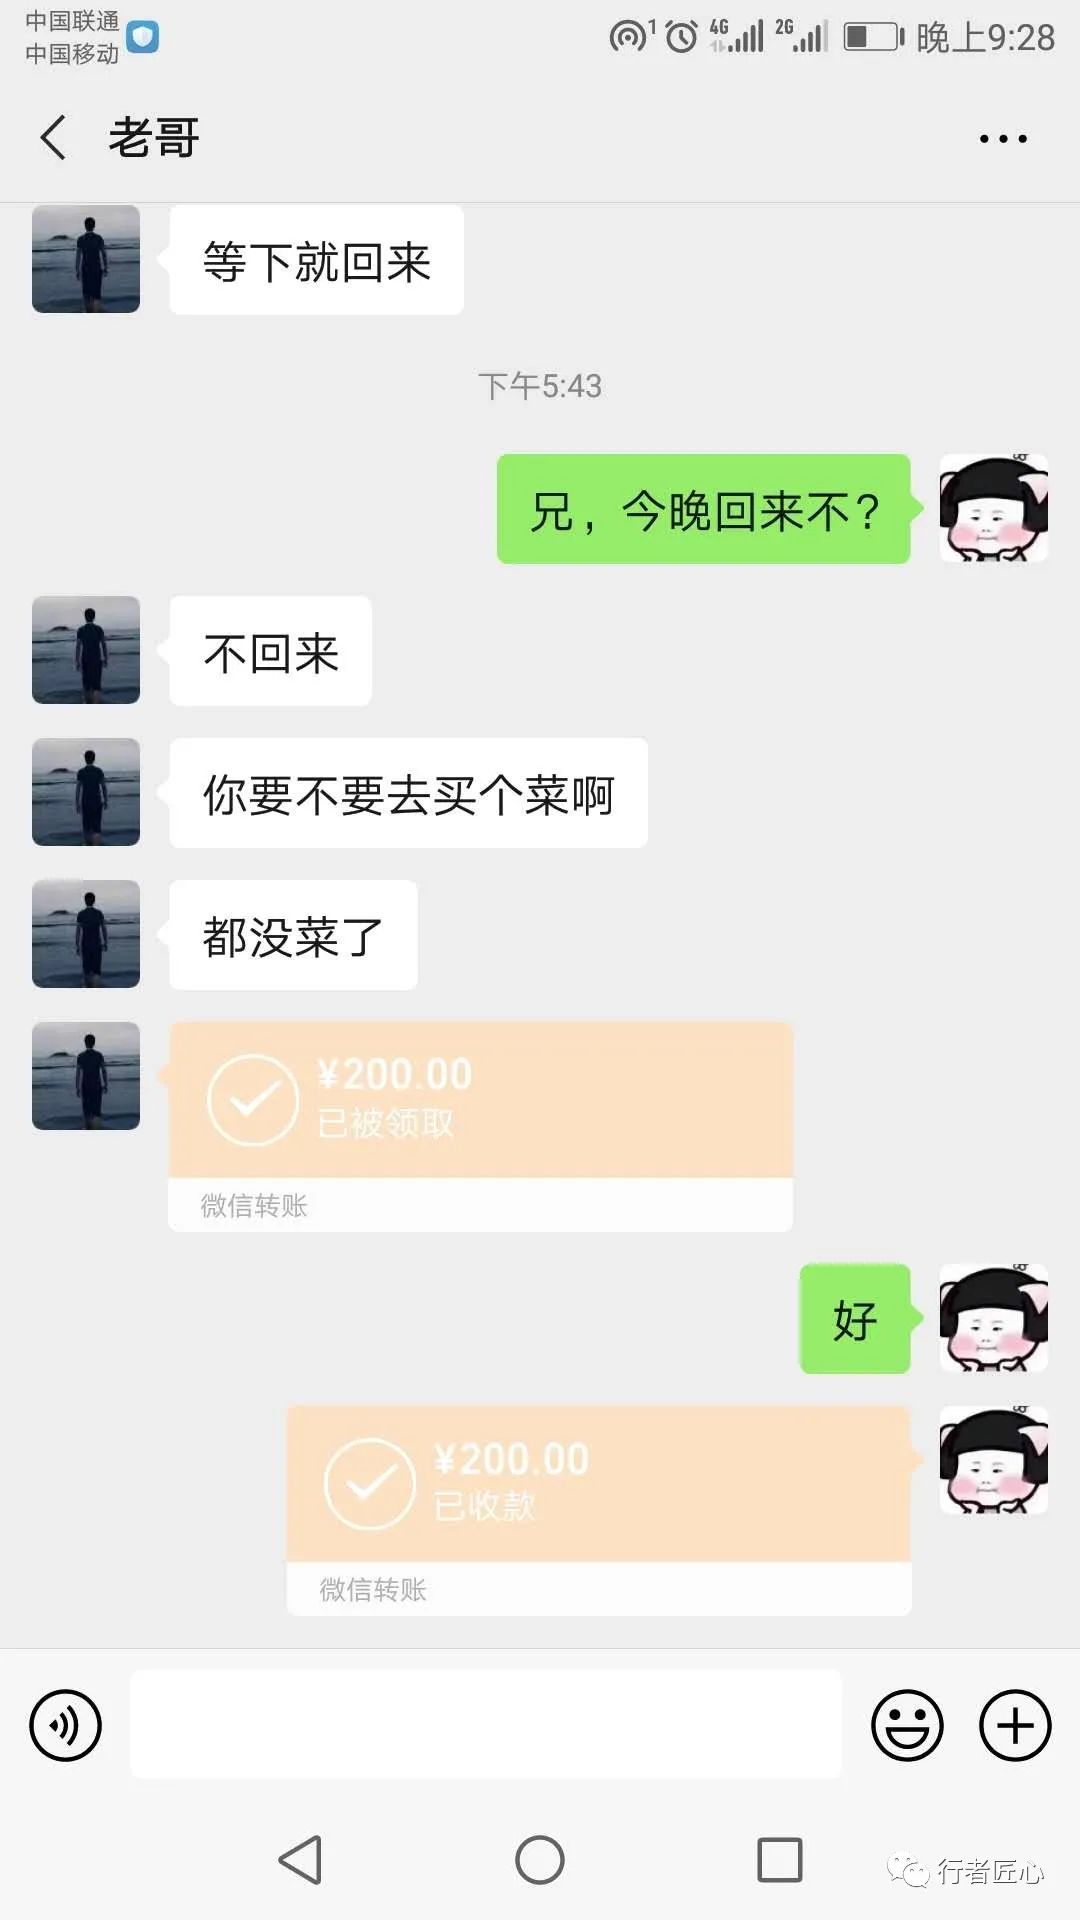 中国联通
中国移动
1 4G 2G 晚上9:28
老哥
等下就回来
下午5:43
兄，今晚回来不？
不回来
你要不要去买个菜啊
都没菜了
¥200.00
已被领取
微信转账
好
¥200.00
已收款
微信转账
行者匠心